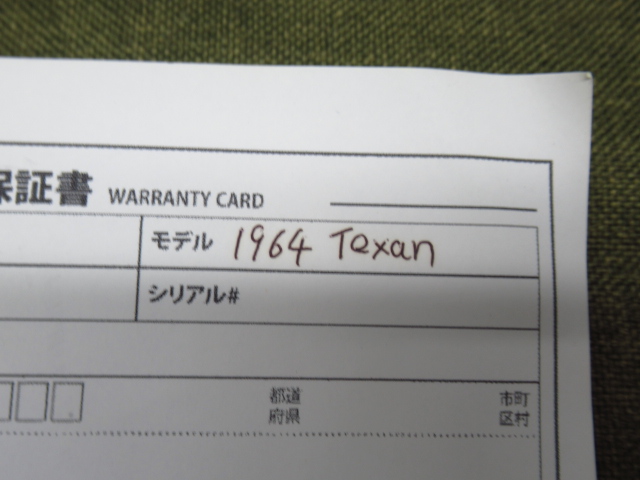 保証書 WARRANTY CARD
モデル 1964 Texan
シリアル#
都道 市町
府県 区村